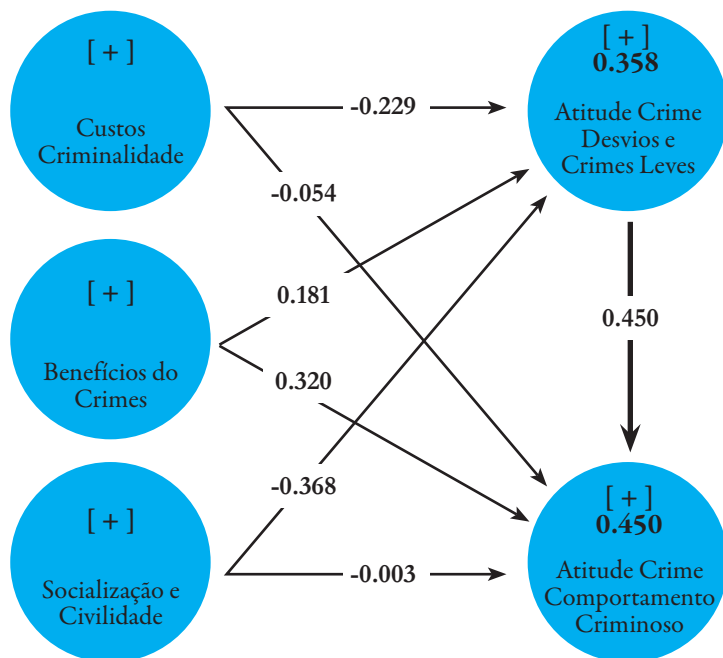 [ + ]
Custos
Criminalidade
[ + ]
0.358
Atitude Crime
Desvios e
Crimes Leves
-0.229
-0.054
[ + ]
Benefícios do
Crimes
0.181
0.320
0.450
-0.368
[ + ]
Socialização e
Civilidade
-0.003
[ + ]
0.450
Atitude Crime
Comportamento
Criminoso